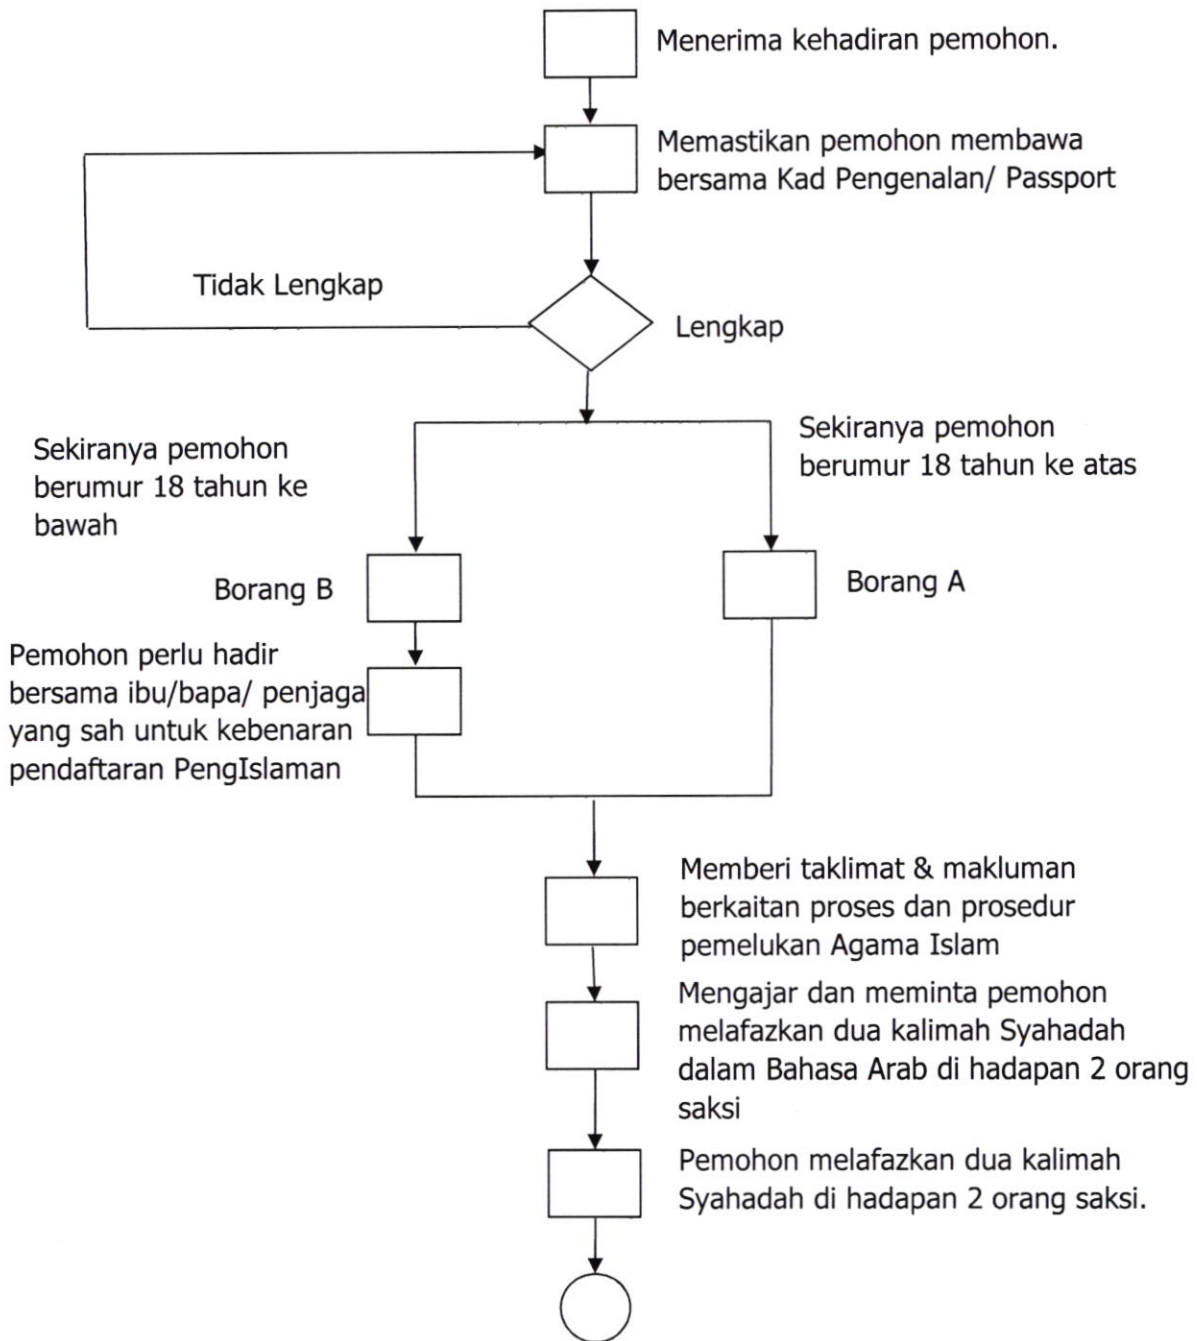 Menerima kehadiran pemohon.
Memastikan pemohon membawa
bersama Kad Pengenalan/ Passport
Tidak Lengkap
Lengkap
Sekiranya pemohon
berumur 18 tahun ke
bawah
Sekiranya pemohon
berumur 18 tahun ke atas
Borang B
Borang A
Pemohon perlu hadir
bersama ibu/bapa/ penjaga
yang sah untuk kebenaran
pendaftaran PengIslaman
Memberi taklimat & makluman
berkaitan proses dan prosedur
pemelukan Agama Islam
Mengajar dan meminta pemohon
melafazkan dua kalimah Syahadah
dalam Bahasa Arab di hadapan 2 orang
saksi
Pemohon melafazkan dua kalimah
Syahadah di hadapan 2 orang saksi.